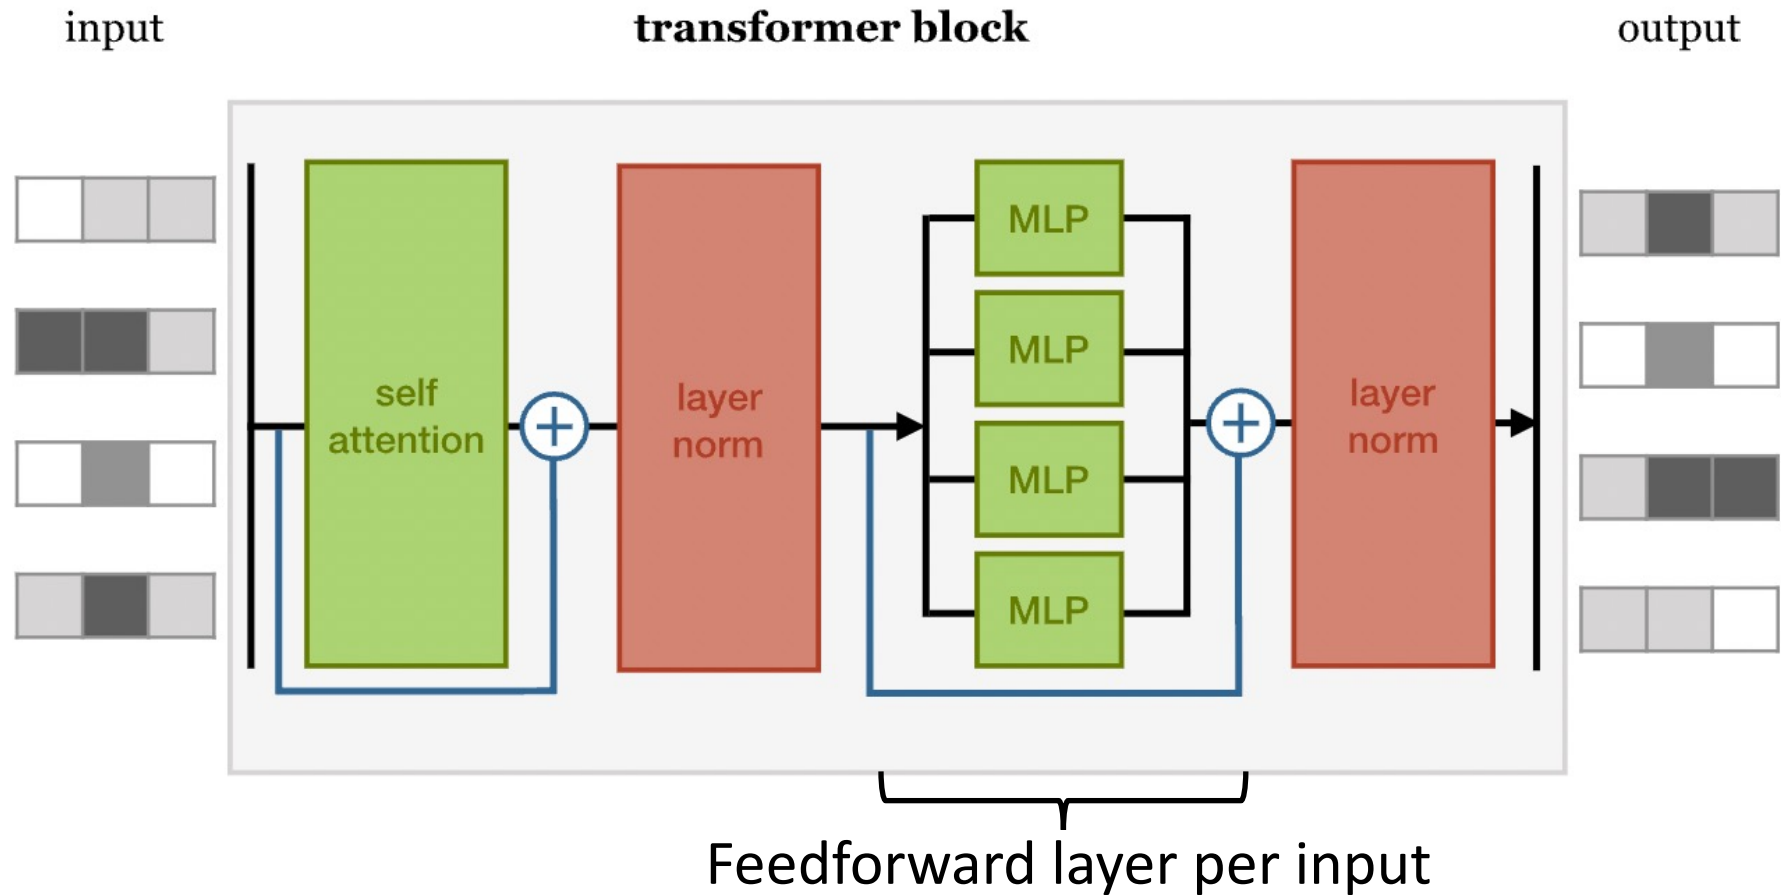 input
transformer block
output
self
attention
layer
norm
MLP
MLP
MLP
MLP
layer
norm
Feedforward layer per input